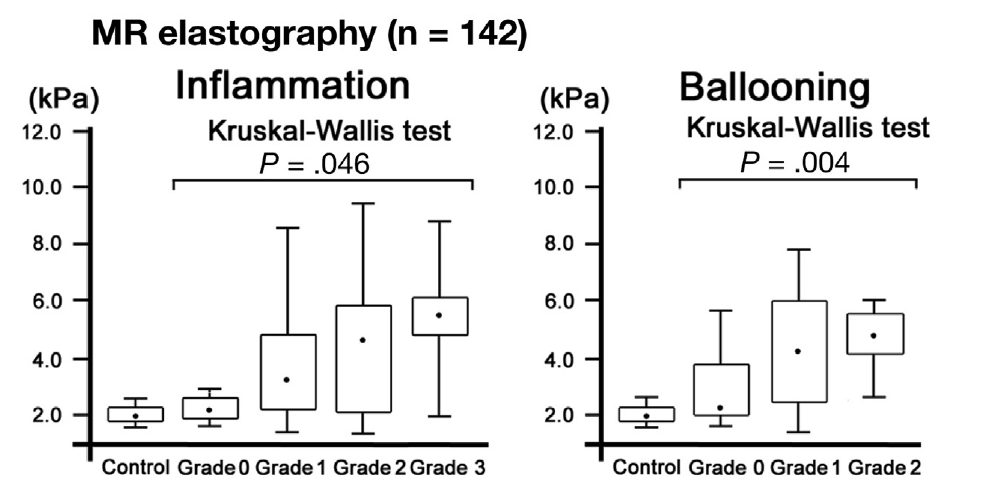 MR elastography (n = 142)
Inflammation
(kPa)
Kruskal-Wallis test
P = .046
12.0
10.0
8.0
6.0
4.0
2.0
Control Grade 0 Grade 1 Grade 2 Grade 3
Ballooning
(kPa)
Kruskal-Wallis test
P = .004
12.0
10.0
8.0
6.0
4.0
2.0
Control Grade 0 Grade 1 Grade 2